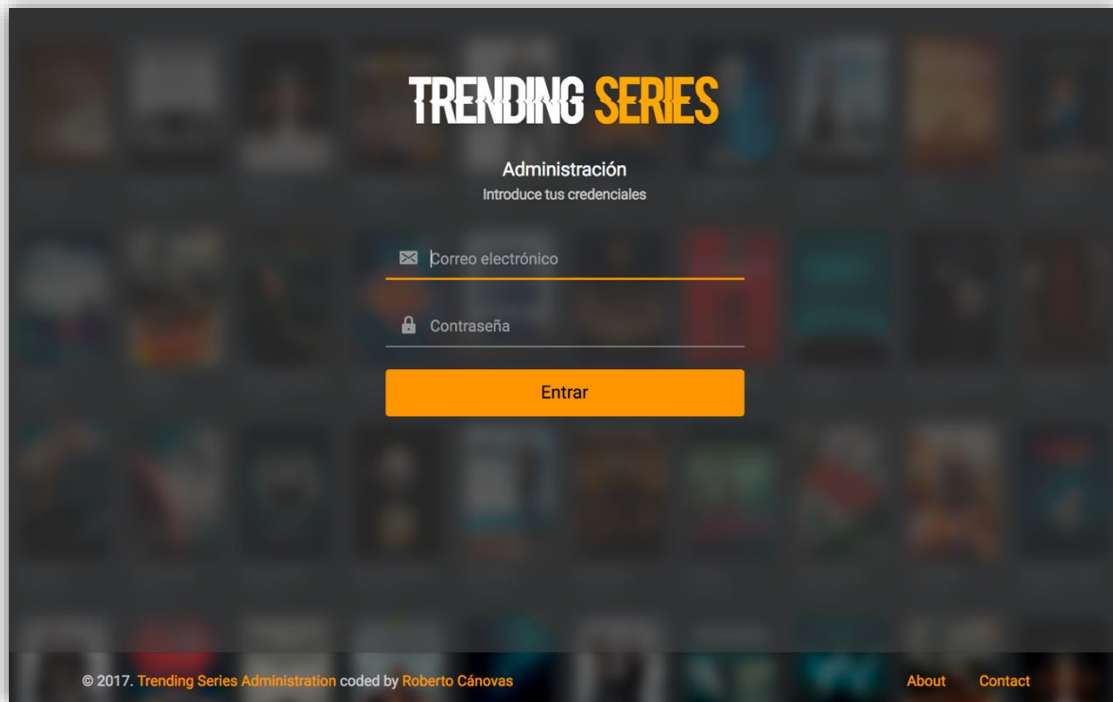 TRENDING SERIES
Administración
Introduce tus credenciales
Correo electrónico
Contraseña
Entrar
© 2017. Trending Series Administration coded by Roberto Cánovas
About Contact